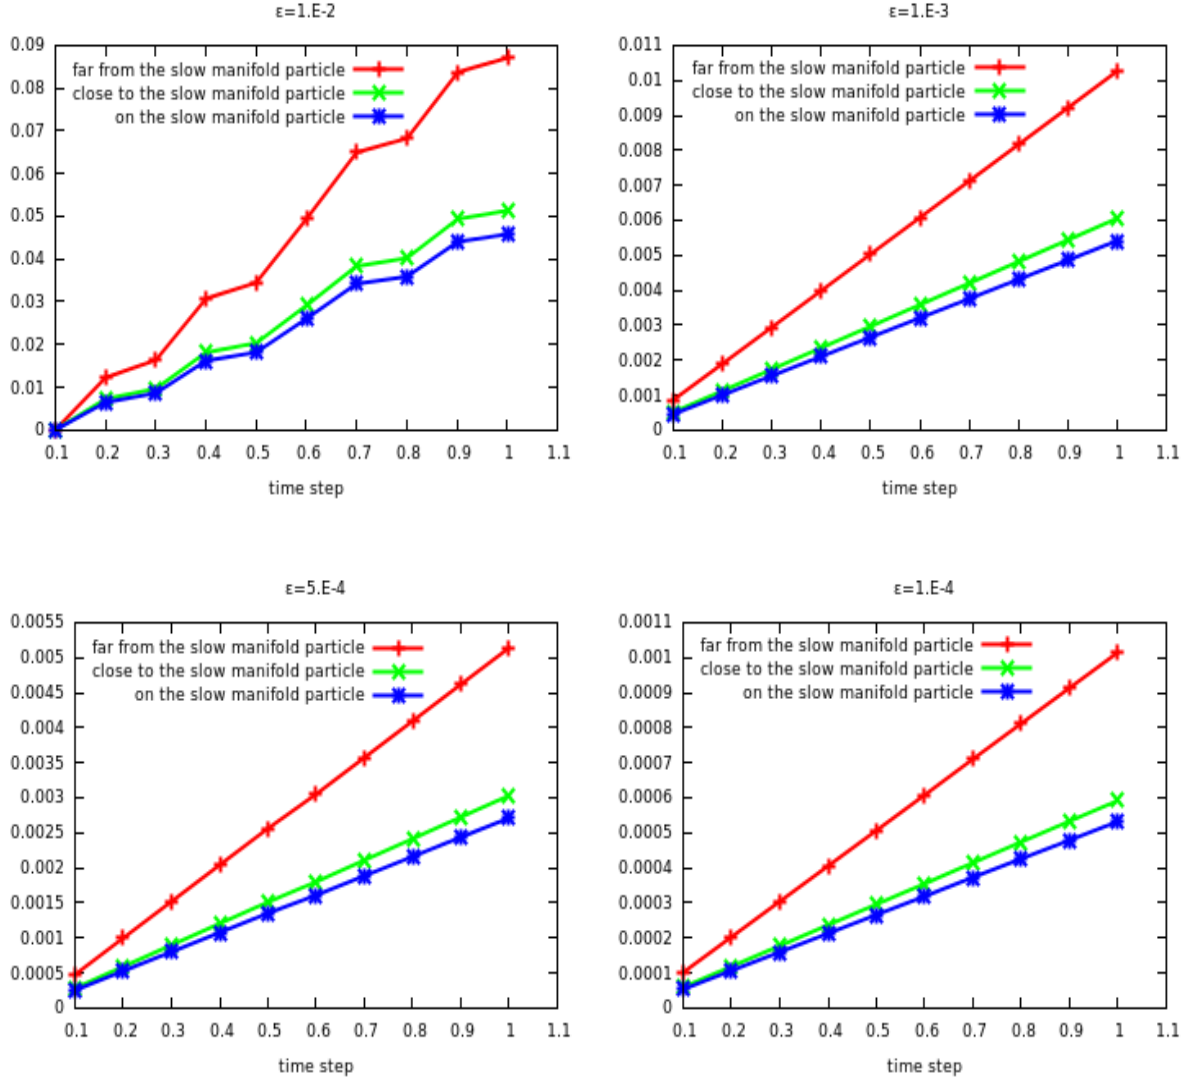 ε=1.E-2
0.09
0.08
0.07
0.06
0.05
0.04
0.03
0.02
0.01
0
far from the slow manifold particle
close to the slow manifold particle
on the slow manifold particle
0.1 0.2 0.3 0.4 0.5 0.6 0.7 0.8 0.9 1 1.1
time step
ε=1.E-3
0.011
0.01
0.009
0.008
0.007
0.006
0.005
0.004
0.003
0.002
0.001
0
far from the slow manifold particle
close to the slow manifold particle
on the slow manifold particle
0.1 0.2 0.3 0.4 0.5 0.6 0.7 0.8 0.9 1 1.1
time step
ε=5.E-4
0.0055
0.005
0.0045
0.004
0.0035
0.003
0.0025
0.002
0.0015
0.001
0.0005
0
far from the slow manifold particle
close to the slow manifold particle
on the slow manifold particle
0.1 0.2 0.3 0.4 0.5 0.6 0.7 0.8 0.9 1 1.1
time step
ε=1.E-4
0.0011
0.001
0.0009
0.0008
0.0007
0.0006
0.0005
0.0004
0.0003
0.0002
0.0001
0
far from the slow manifold particle
close to the slow manifold particle
on the slow manifold particle
0.1 0.2 0.3 0.4 0.5 0.6 0.7 0.8 0.9 1 1.1
time step